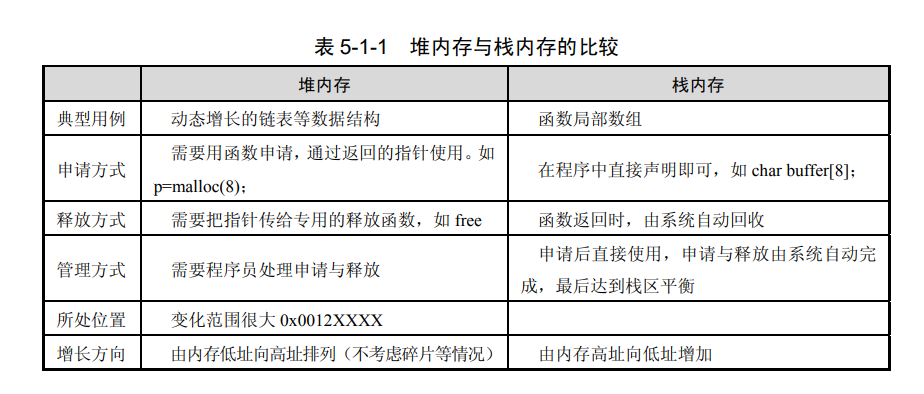 表 5-1-1 堆内存与栈内存的比较
堆内存 栈内存
典型用例 动态增长的链表等数据结构 函数局部数组
申请方式 需要用函数申请，通过返回的指针使用。如
p=malloc(8)； 在程序中直接声明即可，如 char buffer[8]；
释放方式 需要把指针传给专用的释放函数，如 free 函数返回时，由系统自动回收
管理方式 需要程序员处理申请与释放 申请后直接使用，申请与释放由系统自动完
成，最后达到栈区平衡
所处位置 变化范围很大 0x0012XXXX
增长方向 由内存低址向高址排列（不考虑碎片等情况） 由内存高址向低址增加